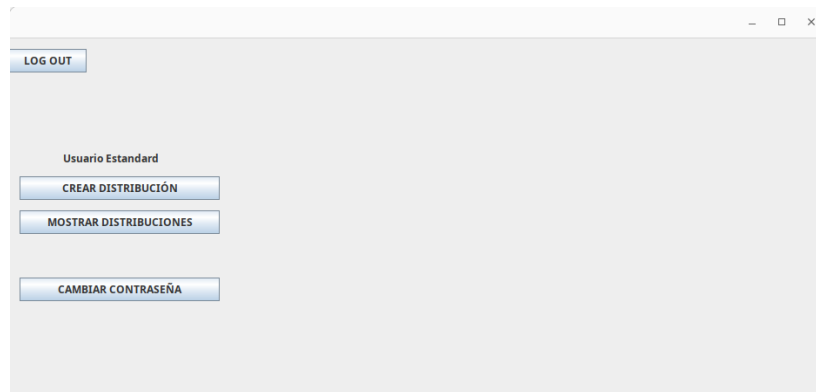 LOG OUT
Usuario Estandard
CREAR DISTRIBUCIÓN
MOSTRAR DISTRIBUCIONES
CAMBIAR CONTRASEÑA